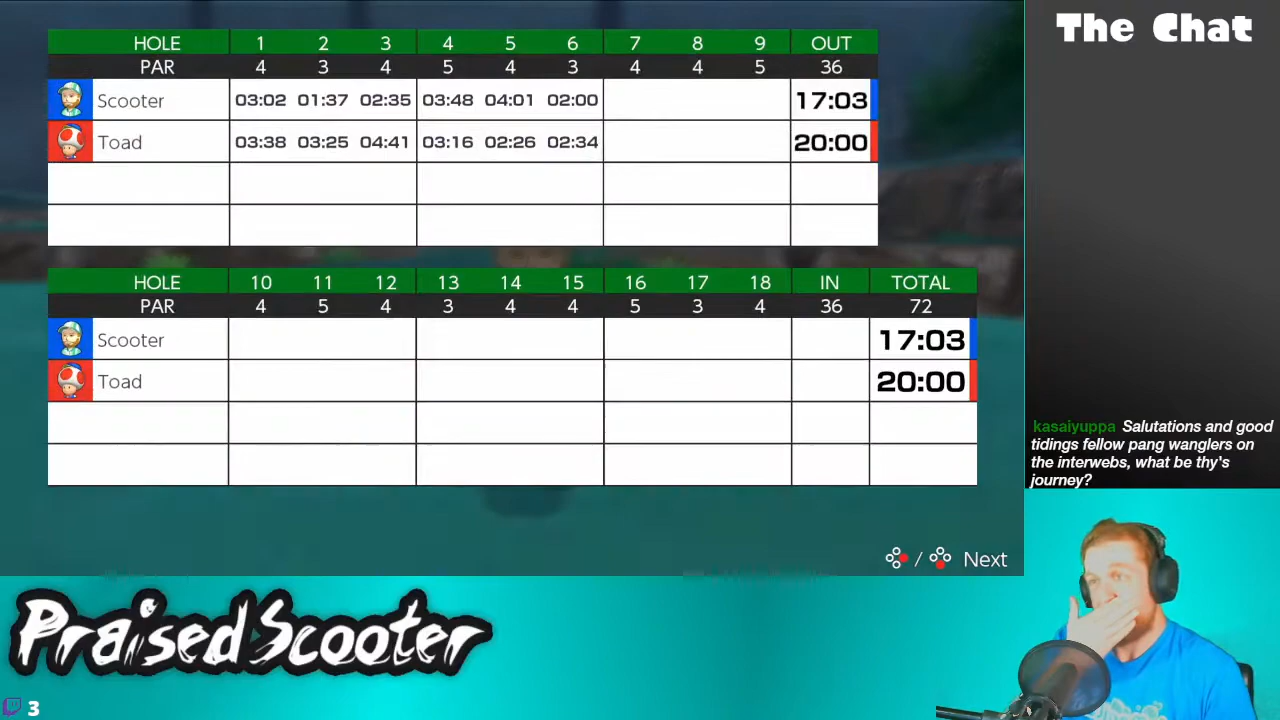 The Chat
HOLE 1 2 3 4 5 6 7 8 9 OUT
PAR 4 3 4 5 4 3 4 4 5 36
Scooter 03:02 01:37 02:35 03:48 04:01 02:00 17:03
Toad 03:38 03:25 04:41 03:16 02:26 02:34 20:00
HOLE 10 11 12 13 14 15 16 17 18 IN TOTAL
PAR 4 5 4 3 4 4 5 3 4 36 72
Scooter 17:03
Toad 20:00
/ Next
kasaiyuppa Salutations and good
tidings fellow pang wanglers on
the interwebs, what be thy's
journey?
Praised Scooter
3